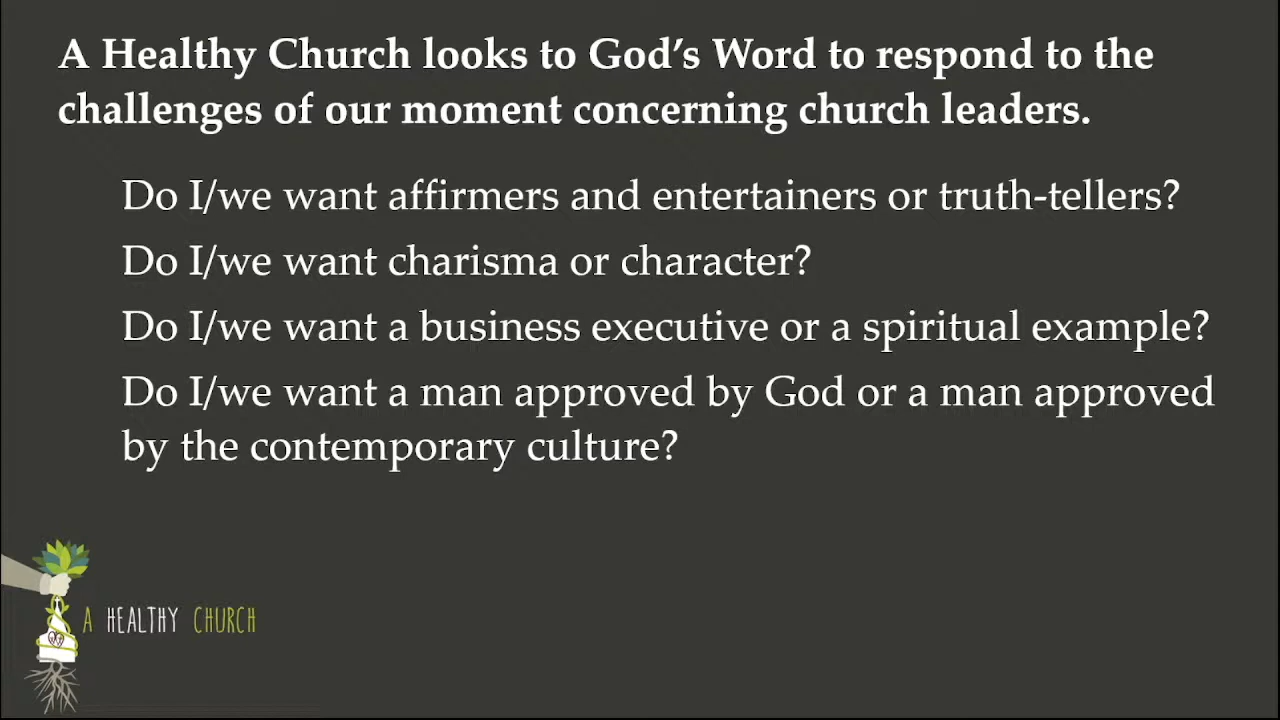 A Healthy Church looks to God’s Word to respond to the
challenges of our moment concerning church leaders.
Do I/we want affirmers and entertainers or truth-tellers?
Do I/we want charisma or character?
Do I/we want a business executive or a spiritual example?
Do I/we want a man approved by God or a man approved
by the contemporary culture?
A HEALTHY CHURCH